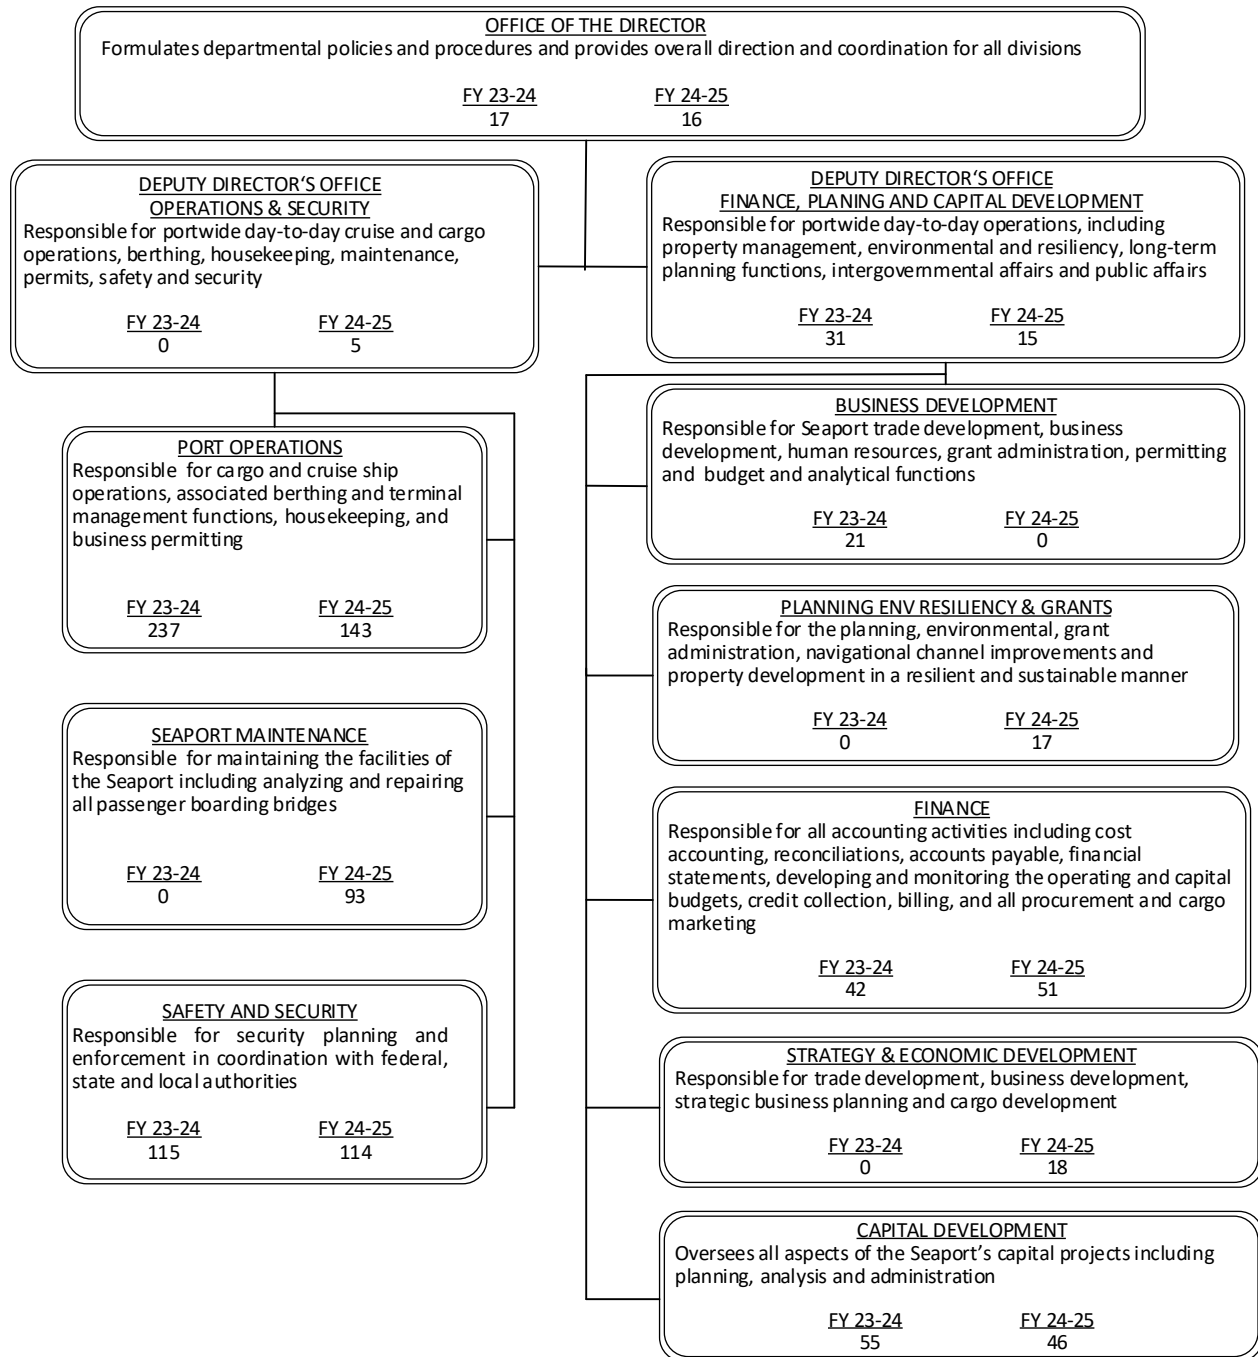 OFFICE OF THE DIRECTOR
Formulates departmental policies and procedures and provides overall direction and coordination for all divisions
FY 23-24 FY 24-25
17 16
DEPUTY DIRECTOR‘S OFFICE
OPERATIONS & SECURITY
Responsible for portwide day-to-day cruise and cargo
operations, berthing, housekeeping, maintenance,
permits, safety and security
FY 23-24 FY 24-25
0 5
PORT OPERATIONS
Responsible for cargo and cruise ship
operations, associated berthing and terminal
management functions, housekeeping, and
business permitting
FY 23-24 FY 24-25
237 143
SEAPORT MAINTENANCE
Responsible for maintaining the facilities of
the Seaport including analyzing and repairing
all passenger boarding bridges
FY 23-24 FY 24-25
0 93
SAFETY AND SECURITY
Responsible for security planning and
enforcement in coordination with federal,
state and local authorities
FY 23-24 FY 24-25
115 114
DEPUTY DIRECTOR‘S OFFICE
FINANCE, PLANING AND CAPITAL DEVELOPMENT
Responsible for portwide day-to-day operations, including
property management, environmental and resiliency, long-term
planning functions, intergovernmental affairs and public affairs
FY 23-24 FY 24-25
31 15
BUSINESS DEVELOPMENT
Responsible for Seaport trade development, business
development, human resources, grant administration, permitting
and budget and analytical functions
FY 23-24 FY 24-25
21 0
PLANNING ENV RESILIENCY & GRANTS
Responsible for the planning, environmental, grant
administration, navigational channel improvements and
property development in a resilient and sustainable manner
FY 23-24 FY 24-25
0 17
FINANCE
Responsible for all accounting activities including cost
accounting, reconciliations, accounts payable, financial
statements, developing and monitoring the operating and capital
budgets, credit collection, billing, and all procurement and cargo
marketing
FY 23-24 FY 24-25
42 51
STRATEGY & ECONOMIC DEVELOPMENT
Responsible for trade development, business development,
strategic business planning and cargo development
FY 23-24 FY 24-25
0 18
CAPITAL DEVELOPMENT
Oversees all aspects of the Seaport’s capital projects including
planning, analysis and administration
FY 23-24 FY 24-25
55 46